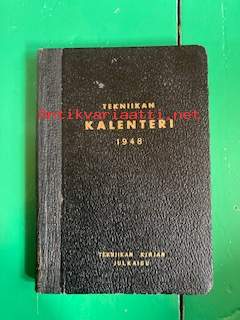 TEKNIIKAN
Antikvariaatti.net
KALENTERI
1948
TEKNIIKAN KIRJAN
JULKAISU